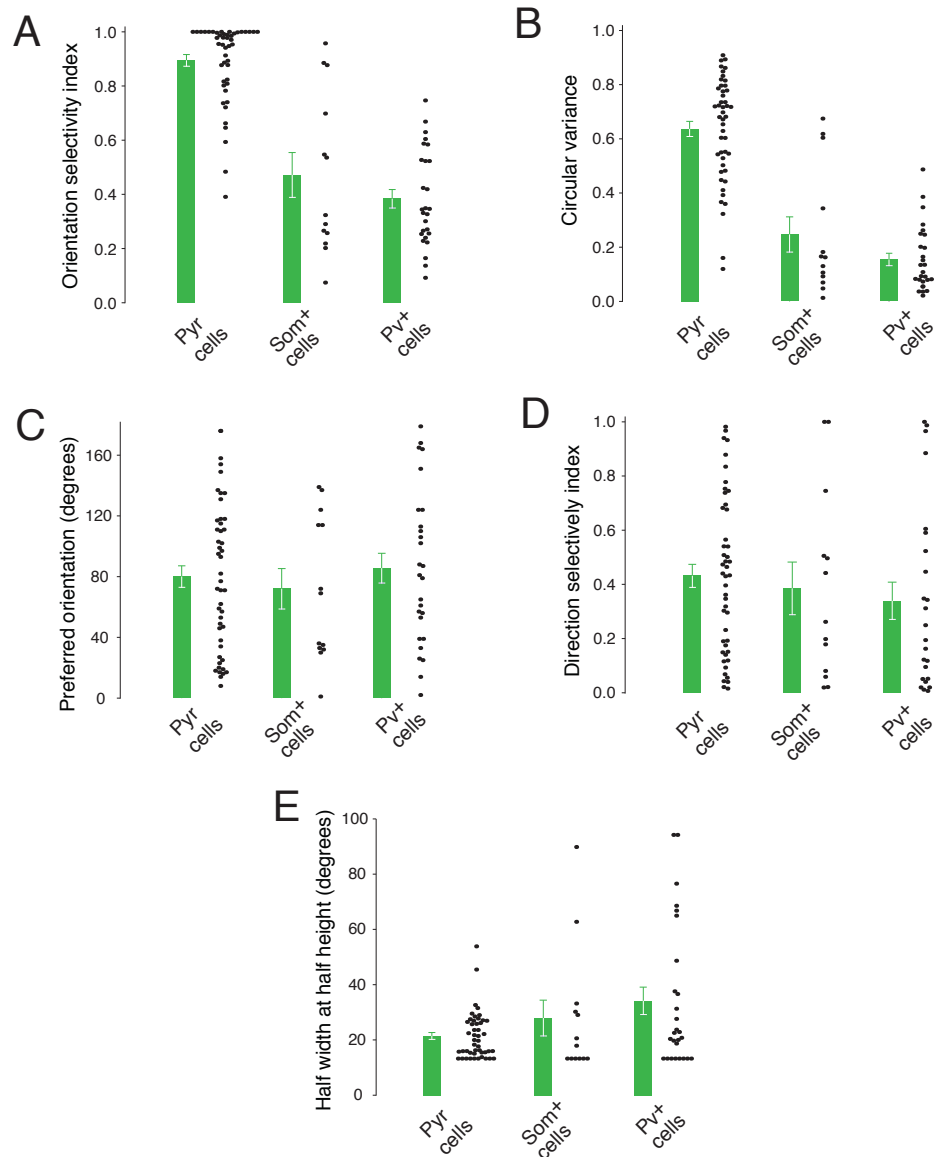 A
Orientation selectivity index
1.0
0.8
0.6
0.4
0.2
0.0
Pyr
cells
Som+
cells
Pv+
cells
B
Circular variance
1.0
0.8
0.6
0.4
0.2
0.0
Pyr
cells
Som+
cells
Pv+
cells
C
Preferred orientation (degrees)
160
120
80
40
0
Pyr
cells
Som+
cells
Pv+
cells
D
Direction selectively index
1.0
0.8
0.6
0.4
0.2
0.0
Pyr
cells
Som+
cells
Pv+
cells
E
Half width at half height (degrees)
100
80
60
40
20
0
Pyr
cells
Som+
cells
Pv+
cells